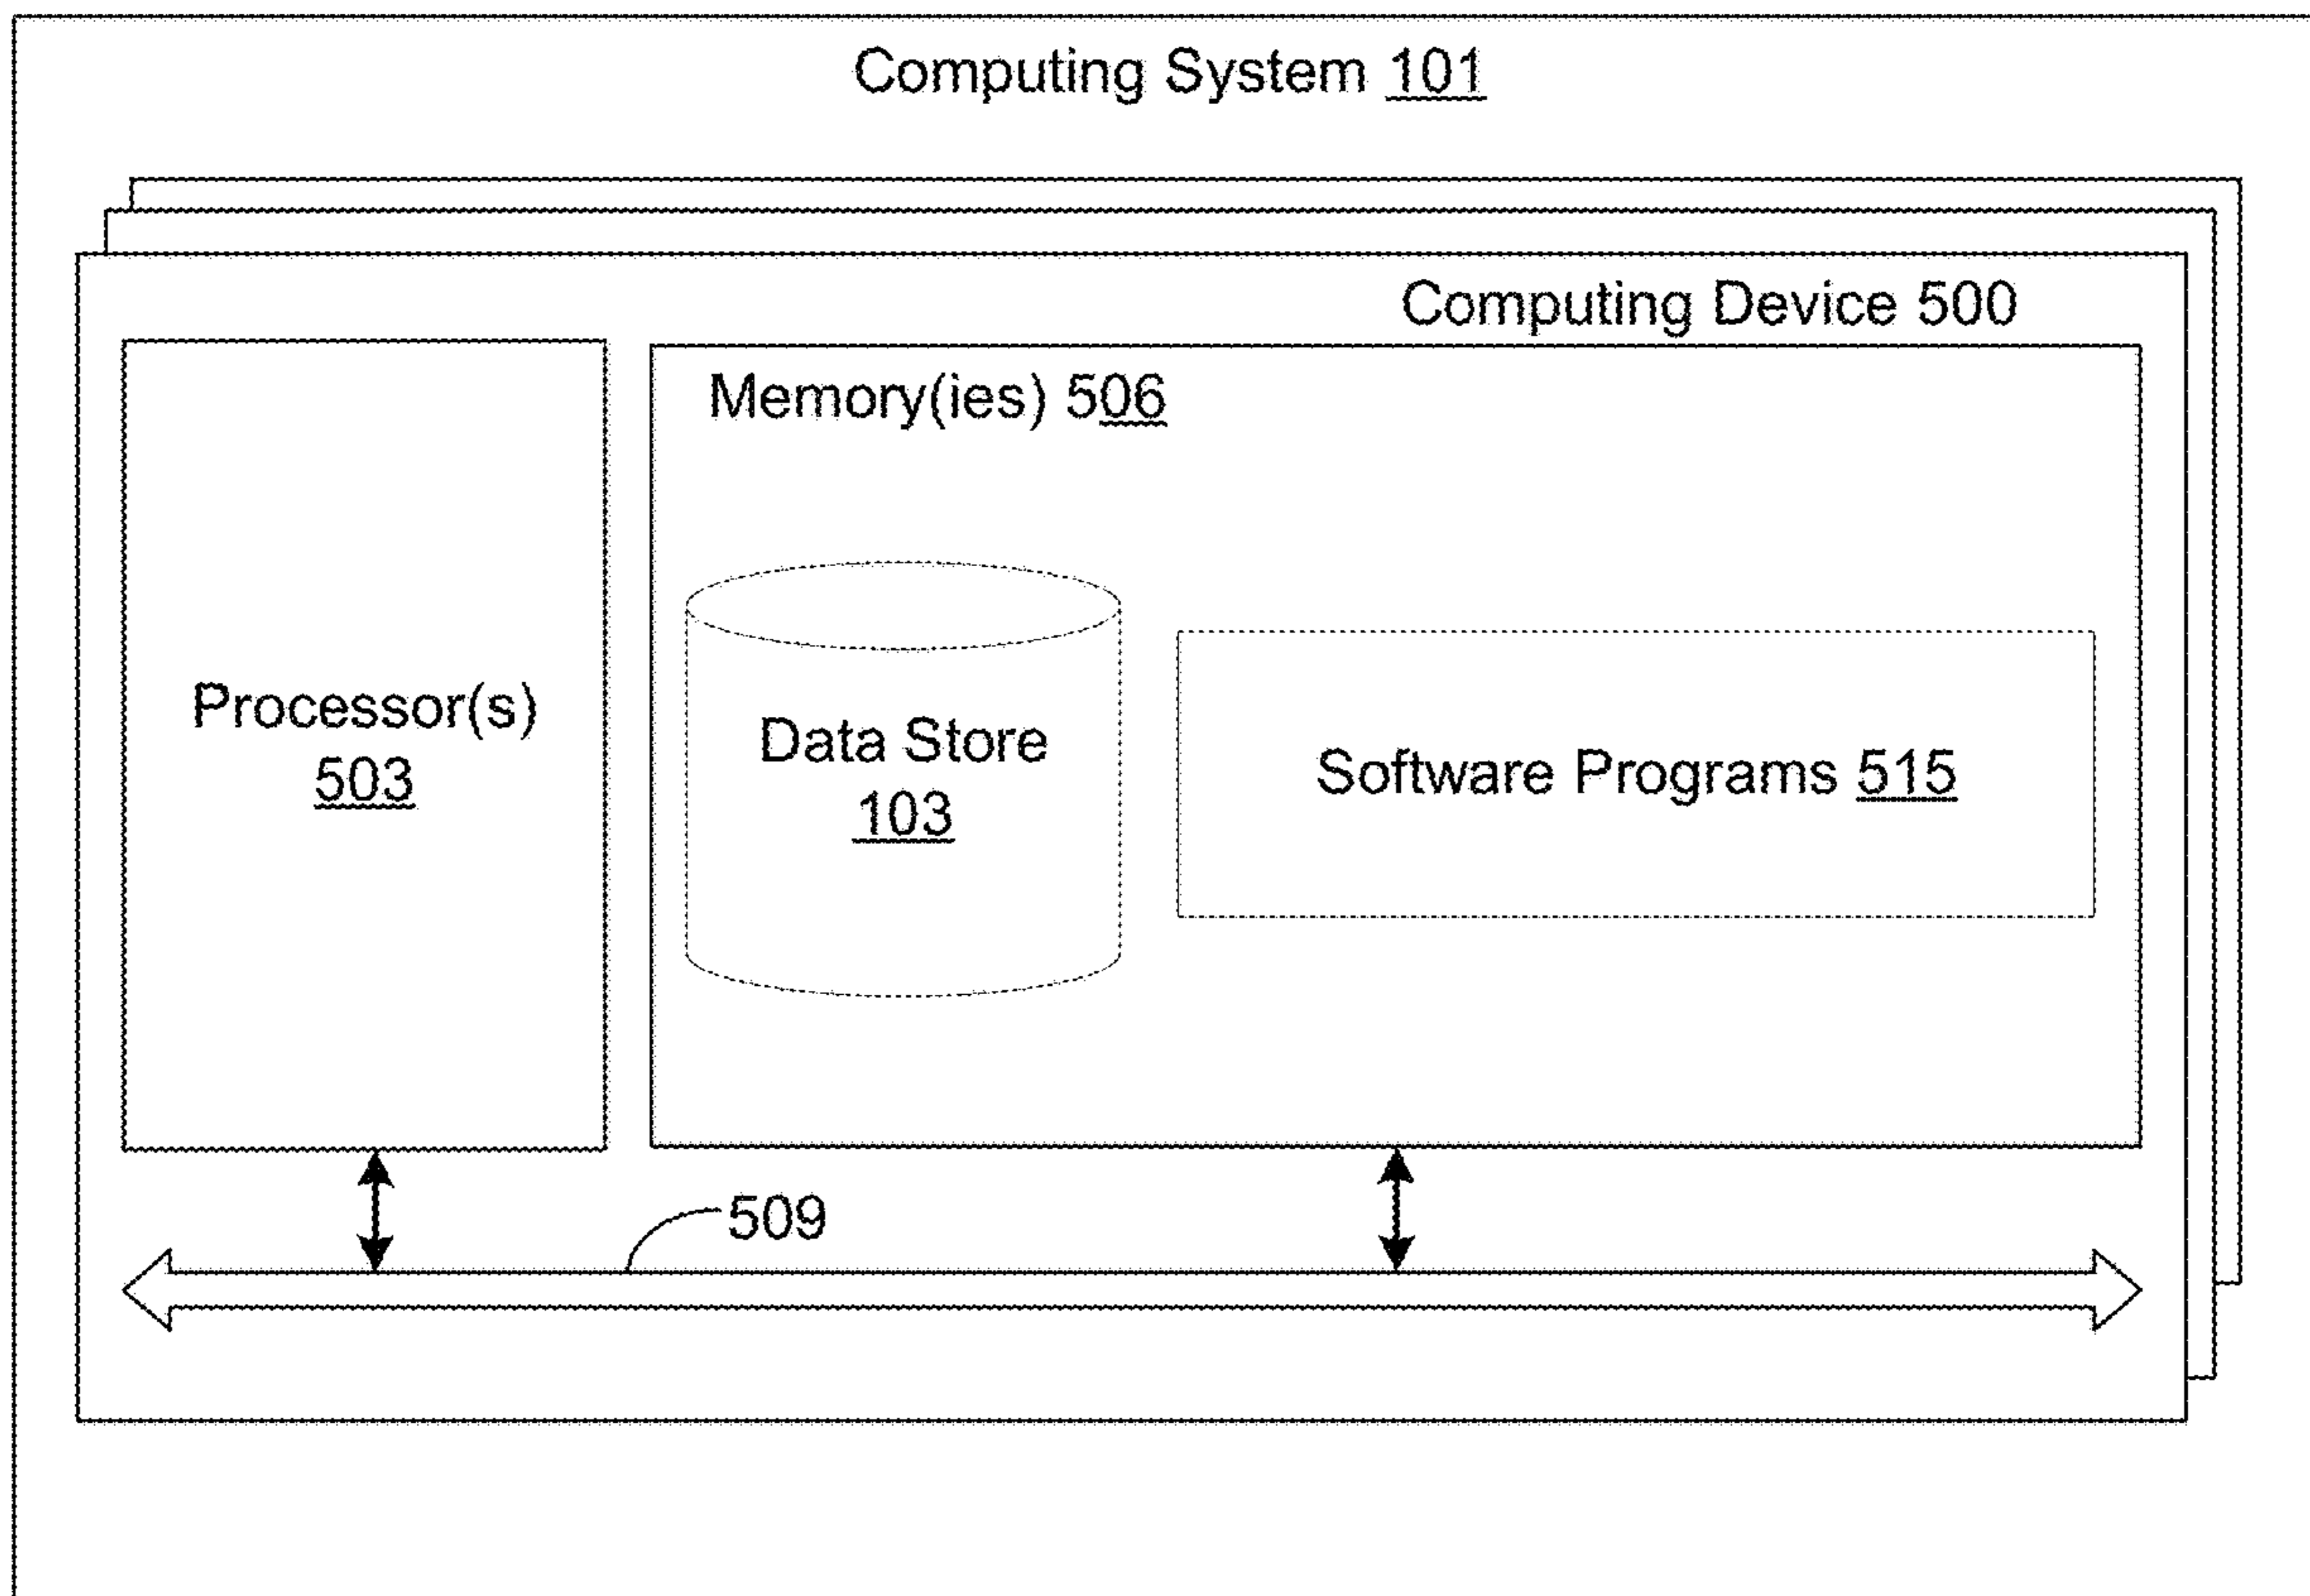 Computing System 101
Computing Device 500
Memory(ies) 506
Processor(s)
503
Data Store
103
Software Programs 515
509